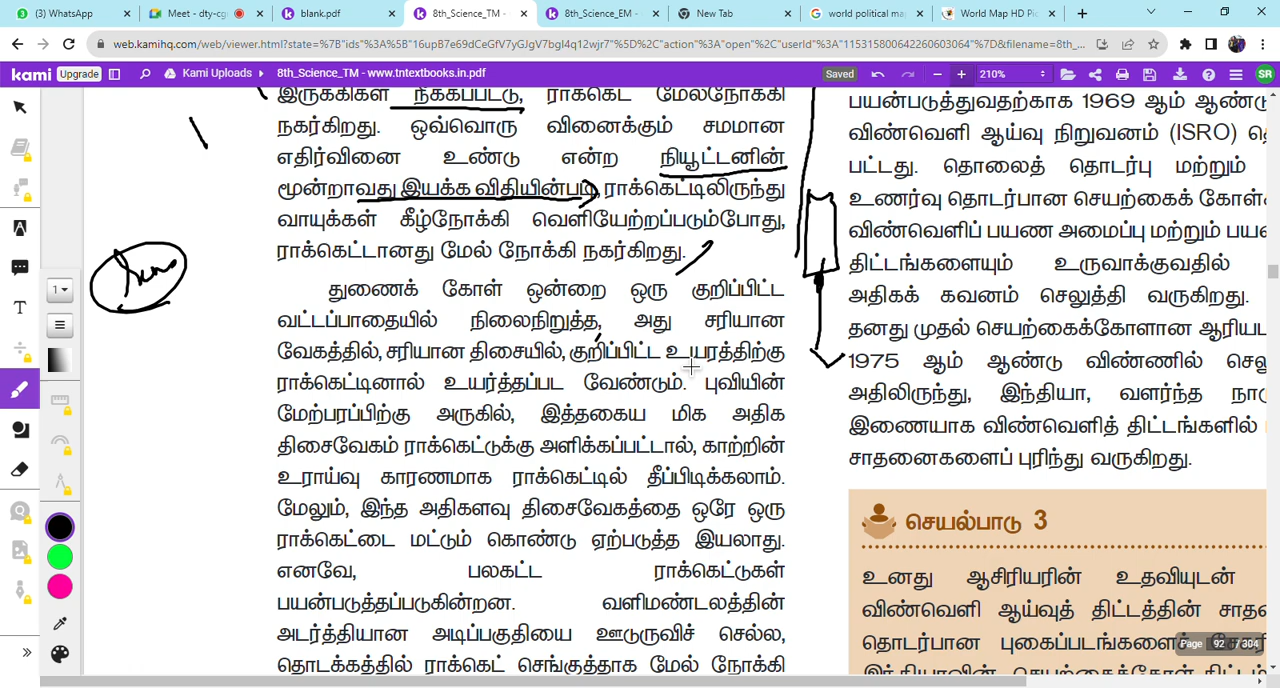 (3) WhatsApp
Meet - dty-cgr
blank.pdf
8th_Science_TM -
8th_Science_EM -
New Tab
world political ma
World Map HD Pic
web.kamihq.com/web/viewer.html?state=%7B"ids"%3A%5B"16upB7e69dCeGfV7yGJgV7bgI4q12wjr7"%5D%2C"action"%3A"open"%2C"userId"%3A"115315800642260603064"%7D&filename=8th_...
kami Upgrade
Kami Uploads
8th_Science_TM - www.tntextbooks.in.pdf
Saved
210%
SR
இருக்கிகள் நீக்கப்பட்டு, ராக்கெட் மேல்நோக்கி
நகர்கிறது. ஒவ்வொரு வினைக்கும் சமமான
எதிர்வினை உண்டு என்ற நியூட்டனின்
மூன்றாவது இயக்க விதியின்படி, ராக்கெட்டிலிருந்து
வாயுக்கள் கீழ்நோக்கி வெளியேற்றப்படும்போது,
ராக்கெட்டானது மேல் நோக்கி நகர்கிறது.
துணைக் கோள் ஒன்றை ஒரு குறிப்பிட்ட
வட்டப்பாதையில் நிலைநிறுத்த, அது சரியான
வேகத்தில், சரியான திசையில், குறிப்பிட்ட உயரத்திற்கு
ராக்கெட்டினால் உயர்த்தப்பட வேண்டும். புவியின்
மேற்பரப்பிற்கு அருகில், இத்தகைய மிக அதிக
திசைவேகம் ராக்கெட்டுக்கு அளிக்கப்பட்டால், காற்றின்
உராய்வு காரணமாக ராக்கெட்டில் தீப்பிடிக்கலாம்.
மேலும், இந்த அதிகளவு திசைவேகத்தை ஒரே ஒரு
ராக்கெட்டை மட்டும் கொண்டு ஏற்படுத்த இயலாது.
எனவே, பலகட்ட ராக்கெட்டுகள்
பயன்படுத்தப்படுகின்றன. வளிமண்டலத்தின்
அடர்த்தியான அடிப்பகுதியை ஊடுருவிச் செல்ல,
தொடக்கத்தில் ராக்கெட் செங்குத்தாக மேல் நோக்கி
பயன்படுத்துவதற்காக 1969 ஆம் ஆண்டு
விண்வெளி ஆய்வு நிறுவனம் (ISRO)
பட்டது. தொலைத் தொடர்பு மற்றும்
உணர்வு தொடர்பான செயற்கைக் கோள்
விண்வெளிப் பயண அமைப்பு மற்றும் பய
திட்டங்களையும் உருவாக்குவதில்
அதிகக் கவனம் செலுத்தி வருகிறது.
தனது முதல் செயற்கைக்கோளான ஆரியப
1975 ஆம் ஆண்டு விண்ணில் செ
அதிலிருந்து, இந்தியா, வளர்ந்த நா
இணையாக விண்வெளித் திட்டங்களில்
சாதனைகளைப் புரிந்து வருகிறது.
செயல்பாடு 3
உனது ஆசிரியரின் உதவியுடன்
விண்வெளி ஆய்வுத் திட்டத்தின் சாத
தொடர்பான புகைப்படங்களைச்
இந்தியாவின் செயற்கைக்கோள்
Page 92 / 304